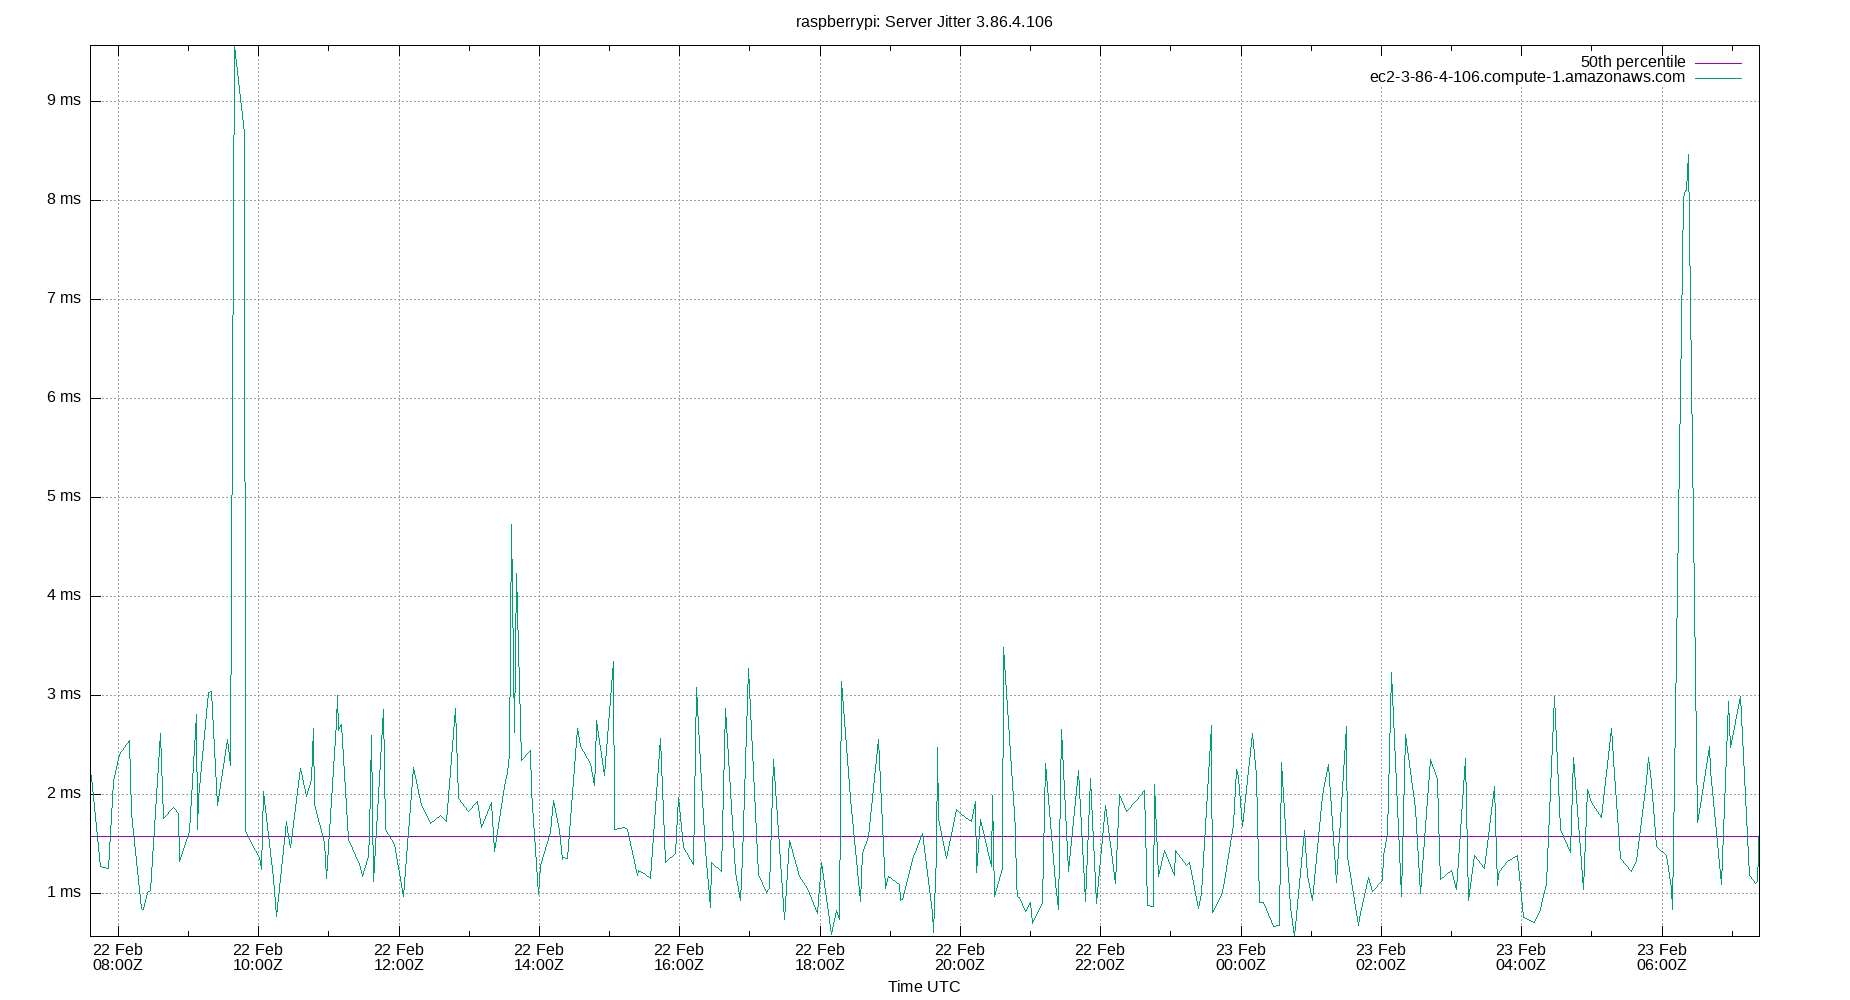 raspberrypi: Server Jitter 3.86.4.106
50th percentile
ec2-3-86-4-106.compute-1.amazonaws.com
9 ms
8 ms
7 ms
6 ms
5 ms
4 ms
3 ms
2 ms
1 ms
22 Feb 22 Feb 22 Feb 22 Feb 22 Feb 22 Feb 22 Feb 22 Feb 23 Feb 23 Feb 23 Feb 23 Feb
08:00Z 10:00Z 12:00Z 14:00Z 16:00Z 18:00Z 20:00Z 22:00Z 00:00Z 02:00Z 04:00Z 06:00Z
Time UTC